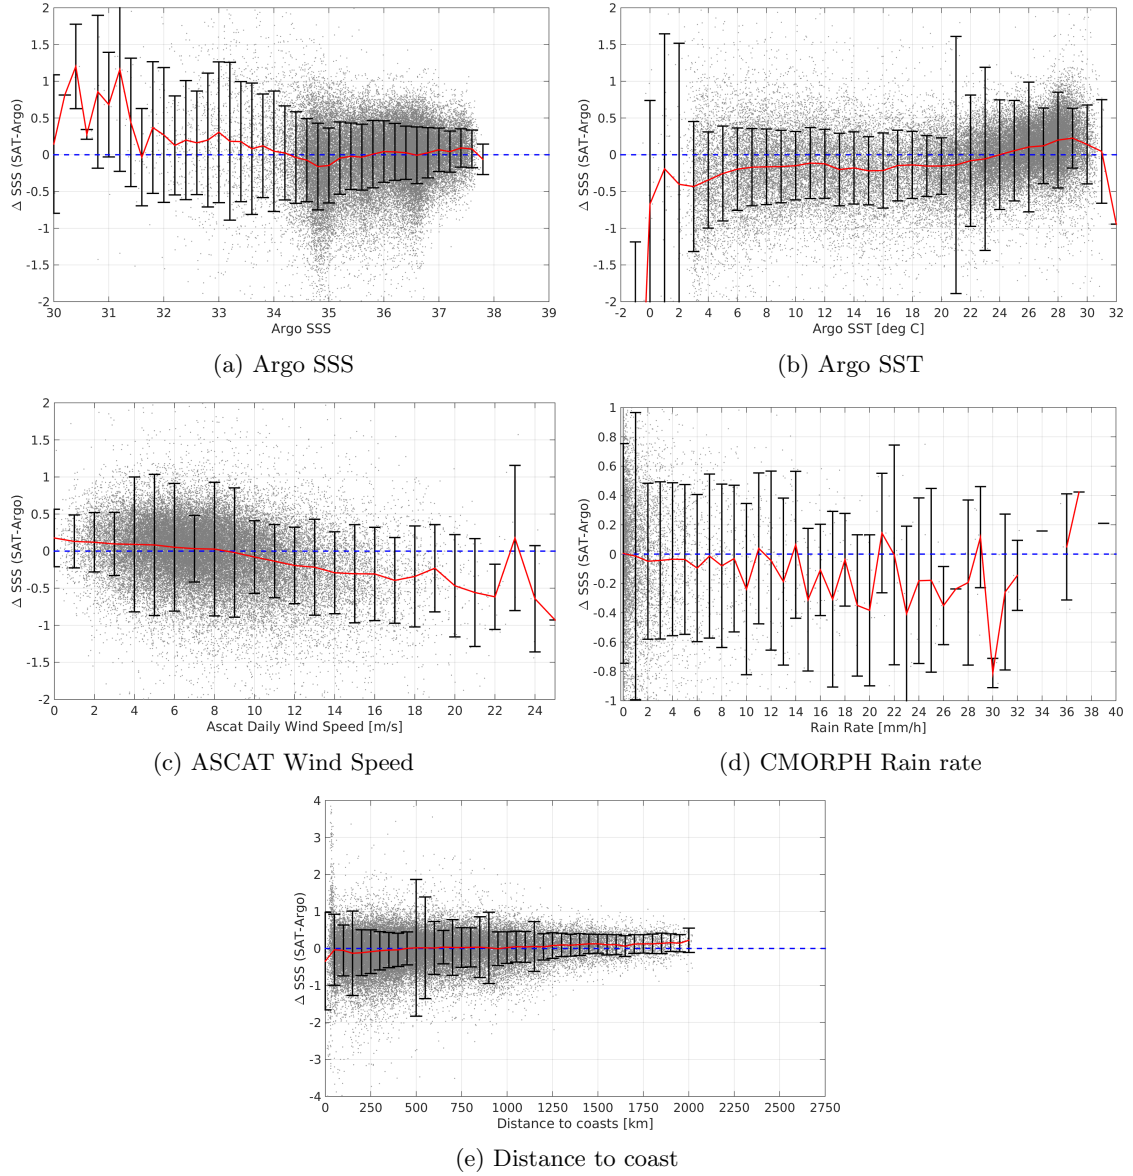 2
1.5
1
0.5
0
-0.5
-1
-1.5
-2
Δ SSS (SAT-Argo)
30 31 32 33 34 35 36 37 38 39
Argo SSS
(a) Argo SSS
2
1.5
1
0.5
0
-0.5
-1
-1.5
-2
Δ SSS (SAT-Argo)
-2 0 2 4 6 8 10 12 14 16 18 20 22 24 26 28 30 32
Argo SST [deg C]
(b) Argo SST
2
1.5
1
0.5
0
-0.5
-1
-1.5
-2
Δ SSS (SAT-Argo)
0 2 4 6 8 10 12 14 16 18 20 22 24
Ascat Daily Wind Speed [m/s]
(c) ASCAT Wind Speed
1
0.8
0.6
0.4
0.2
0
-0.2
-0.4
-0.6
-0.8
-1
Δ SSS (SAT-Argo)
0 2 4 6 8 10 12 14 16 18 20 22 24 26 28 30 32 34 36 38 40
Rain Rate [mm/h]
(d) CMORPH Rain rate
4
3
2
1
0
-1
-2
-3
-4
Δ SSS (SAT-Argo)
0 250 500 750 1000 1250 1500 1750 2000 2250 2500 2750
Distance to coasts [km]
(e) Distance to coast